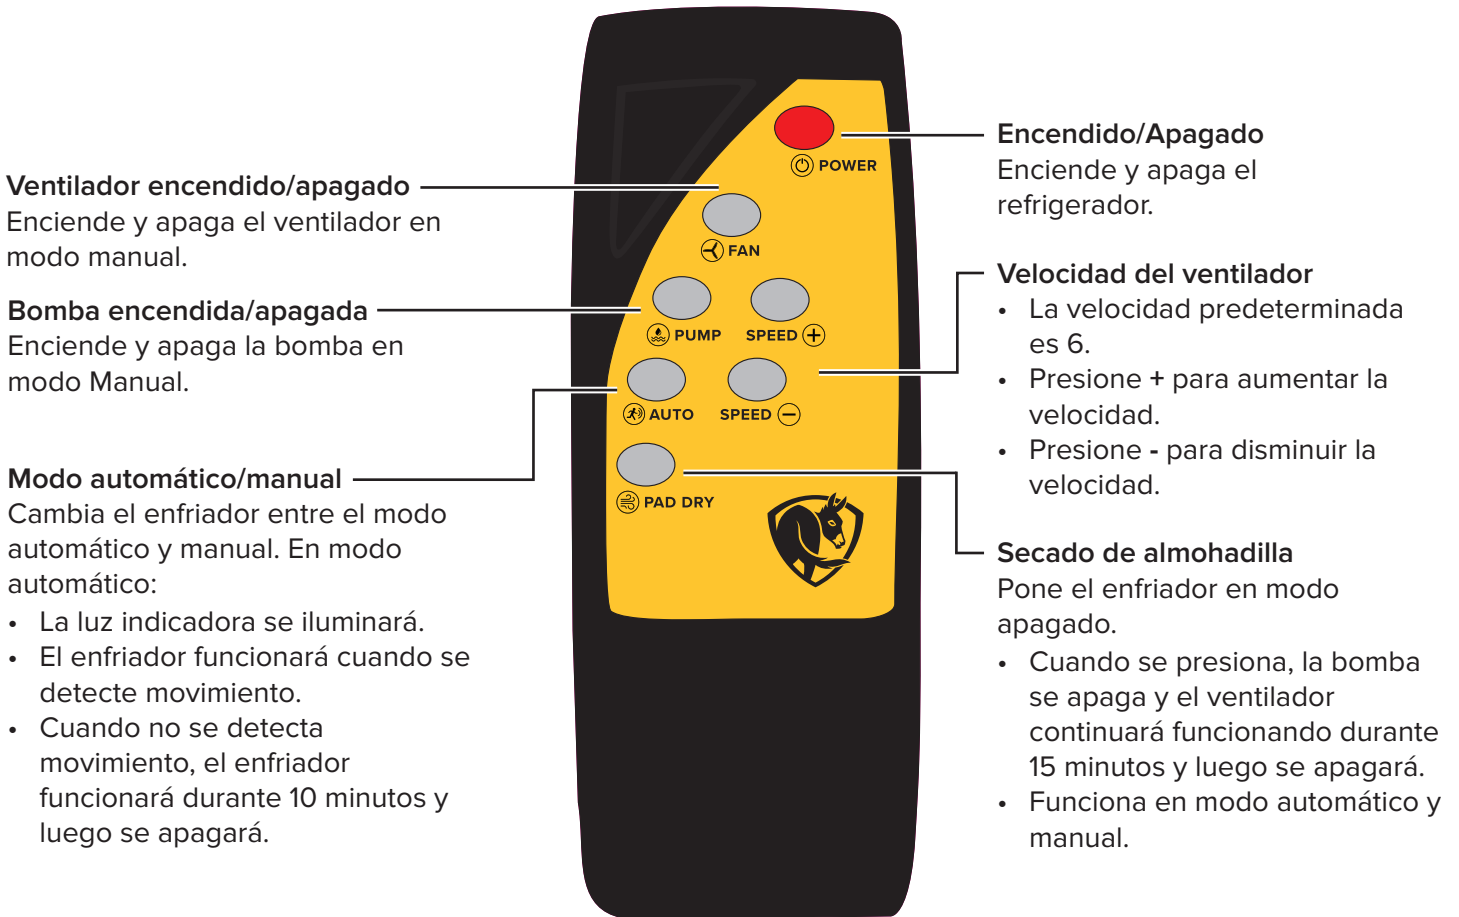 Ventilador encendido/apagado
Enciende y apaga el ventilador en
modo manual.
Bomba encendida/apagada
Enciende y apaga la bomba en
modo Manual.
Modo automático/manual
Cambia el enfriador entre el modo
automático y manual. En modo
automático:
• La luz indicadora se iluminará.
• El enfriador funcionará cuando se
detecte movimiento.
• Cuando no se detecta
movimiento, el enfriador
funcionará durante 10 minutos y
luego se apagará.
POWER
FAN
PUMP SPEED +
AUTO SPEED −
PAD DRY
Encendido/Apagado
Enciende y apaga el
refrigerador.
Velocidad del ventilador
• La velocidad predeterminada
es 6.
• Presione + para aumentar la
velocidad.
• Presione - para disminuir la
velocidad.
Secado de almohadilla
Pone el enfriador en modo
apagado.
• Cuando se presiona, la bomba
se apaga y el ventilador
continuará funcionando durante
15 minutos y luego se apagará.
• Funciona en modo automático y
manual.